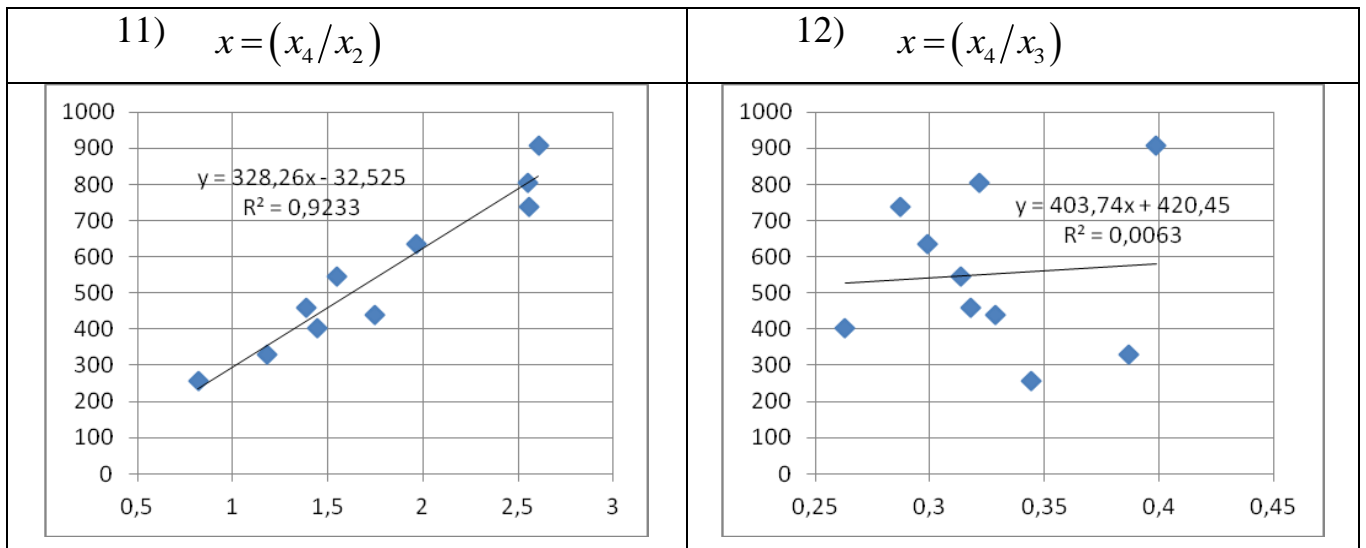 11) x = (x₄/x₂)
12) x = (x₄/x₃)
1000
900
800
700
600
500
400
300
200
100
0
y = 328,26x - 32,525
R² = 0,9233
0,5 1 1,5 2 2,5 3
1000
900
800
700
600
500
400
300
200
100
0
y = 403,74x + 420,45
R² = 0,0063
0,25 0,3 0,35 0,4 0,45